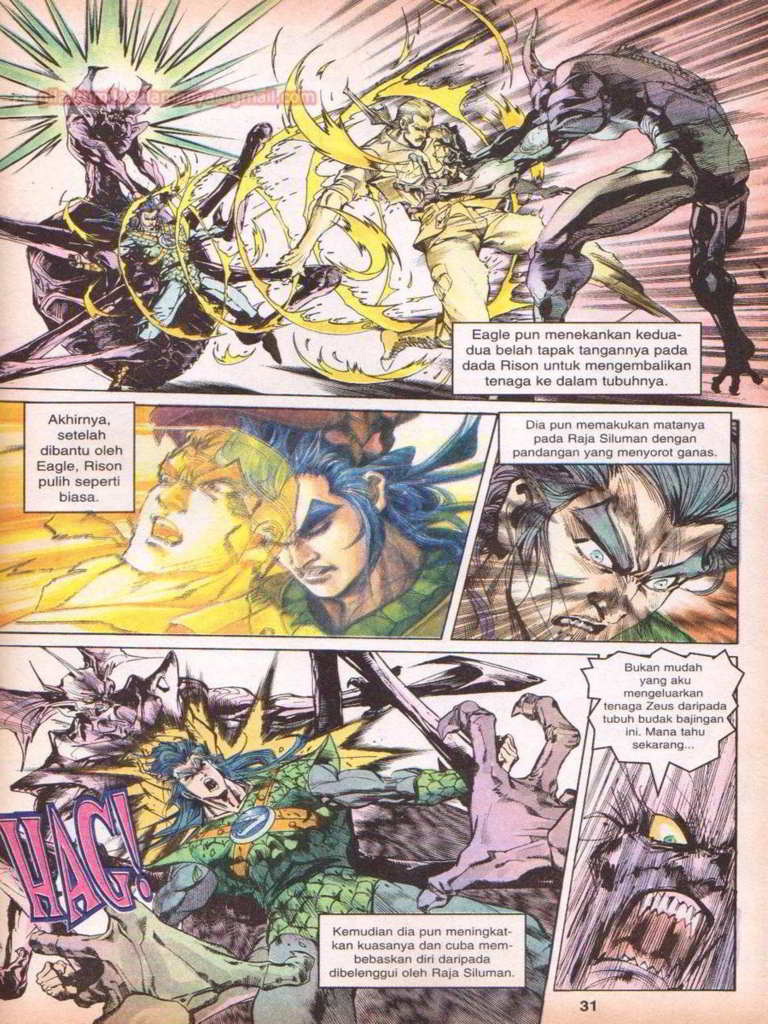 Eagle pun menekankan kedua-
dua belah tapak tangannya pada
dada Rison untuk mengembalikan
tenaga ke dalam tubuhnya.
Akhirnya,
setelah
dibantu oleh
Eagle, Rison
pulih seperti
biasa.
Dia pun memakukan matanya
pada Raja Siluman dengan
pandangan yang menyorot ganas.
Bukan mudah
yang aku
mengeluarkan
tenaga Zeus daripada
tubuh budak bajingan
ini. Mana tahu
sekarang...
HAG!
Kemudian dia pun meningkat-
kan kuasanya dan cuba mem-
bebaskan diri daripada
dibelenggui oleh Raja Siluman.
31